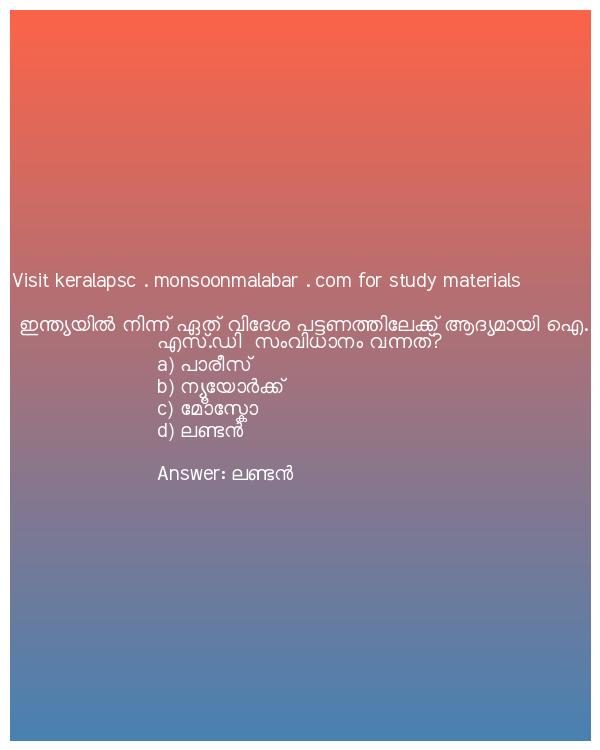 Visit keralapsc . monsoonmalabar . com for study materials
ഇന്ത്യയിൽ നിന്ന് ഏത് വിദേശ പട്ടണത്തിലേക്ക് ആദ്യമായി ഐ.
എസ്.ഡി സംവിധാനം വന്നത്?
a) പാരീസ്
b) ന്യൂയോർക്ക്
c) മോസ്കോ
d) ലണ്ടൻ
Answer: ലണ്ടൻ